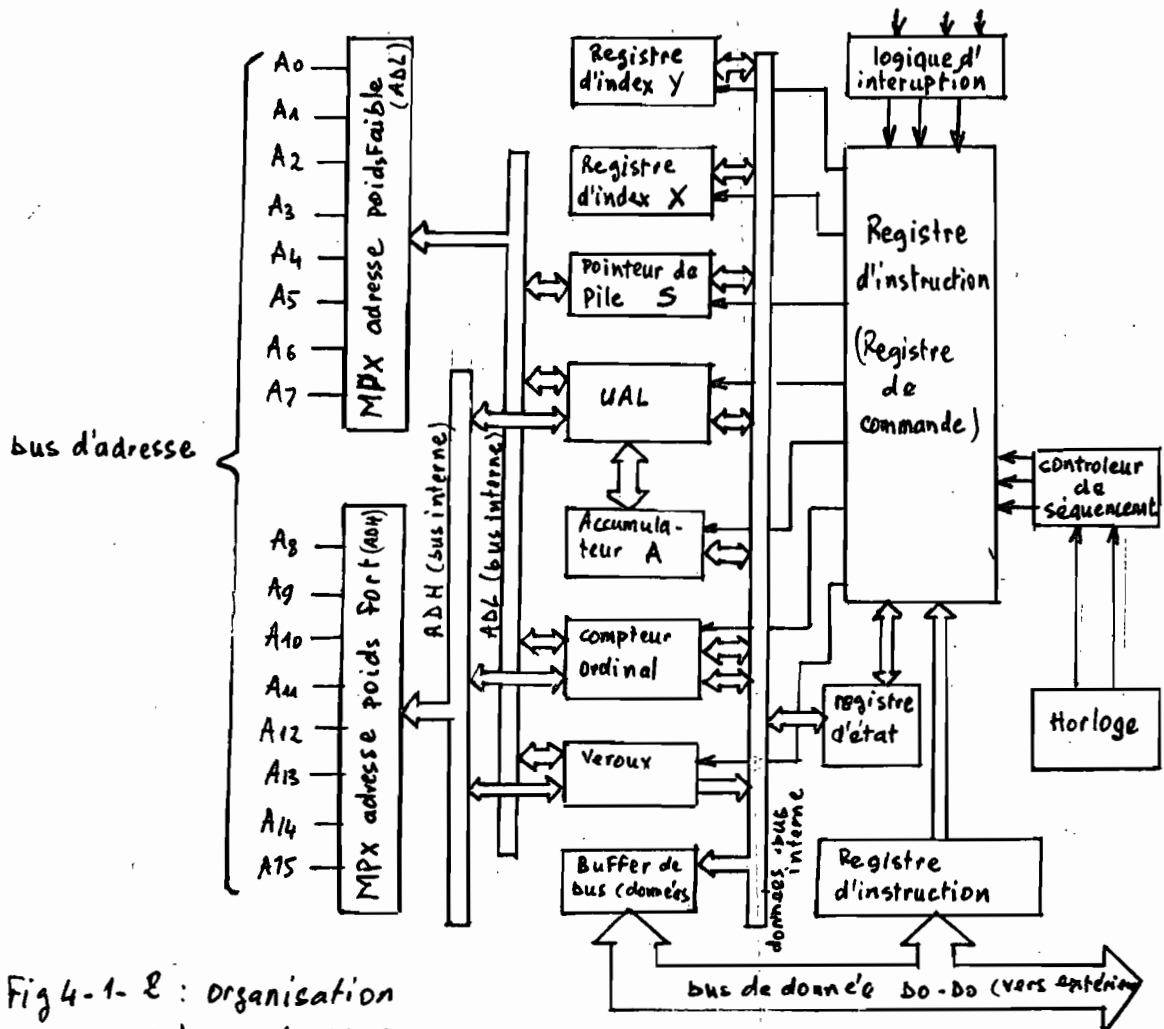 bus d'adresse
A0
A1
A2
A3
A4
A5
A6
A7
MPX adresse poids Faible
(ADL)
A8
A9
A10
A11
A12
A13
A14
A15
MPX adresse poids fort (ADH)
ADH (bus interne)
ADL (bus interne)
Registre
d'index Y
Registre
d'index X
Pointeur de
Pile S
UAL
Accumula-
teur A
Compteur
Ordinal
Veroux
Buffer de
bus (données
données bus
interne
logique d'
interuption
Registre
d'instruction
(Registre
de
commande)
controleur
de
séquencemt
Horloge
registre
d'état
Registre
d'instruction
bus de donnée D0-D0 (vers extérieu
Fig 4-1-2 : organisation